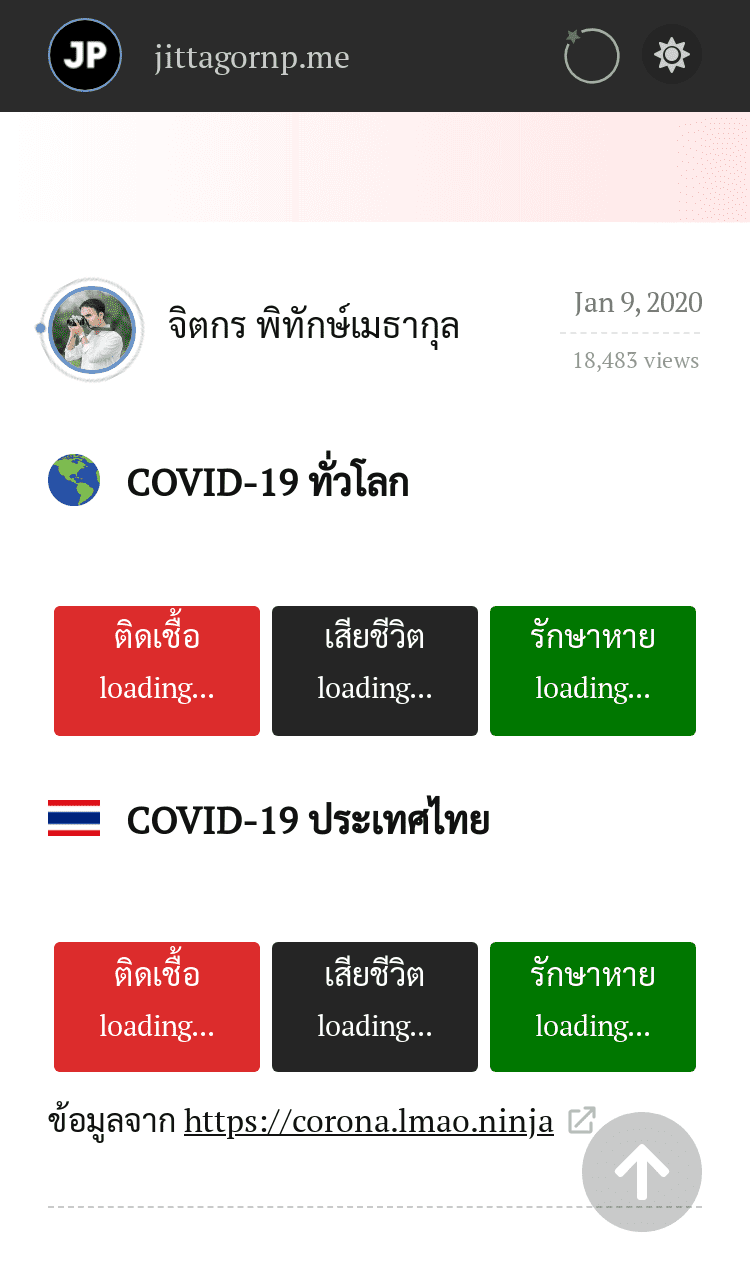 JP jittagornp.me
จิตกร พิทักษ์เมธากุล
Jan 9, 2020
18,483 views
COVID-19 ทั่วโลก
ติดเชื้อ
loading...
เสียชีวิต
loading...
รักษาหาย
loading...
COVID-19 ประเทศไทย
ติดเชื้อ
loading...
เสียชีวิต
loading...
รักษาหาย
loading...
ข้อมูลจาก https://corona.lmao.ninja